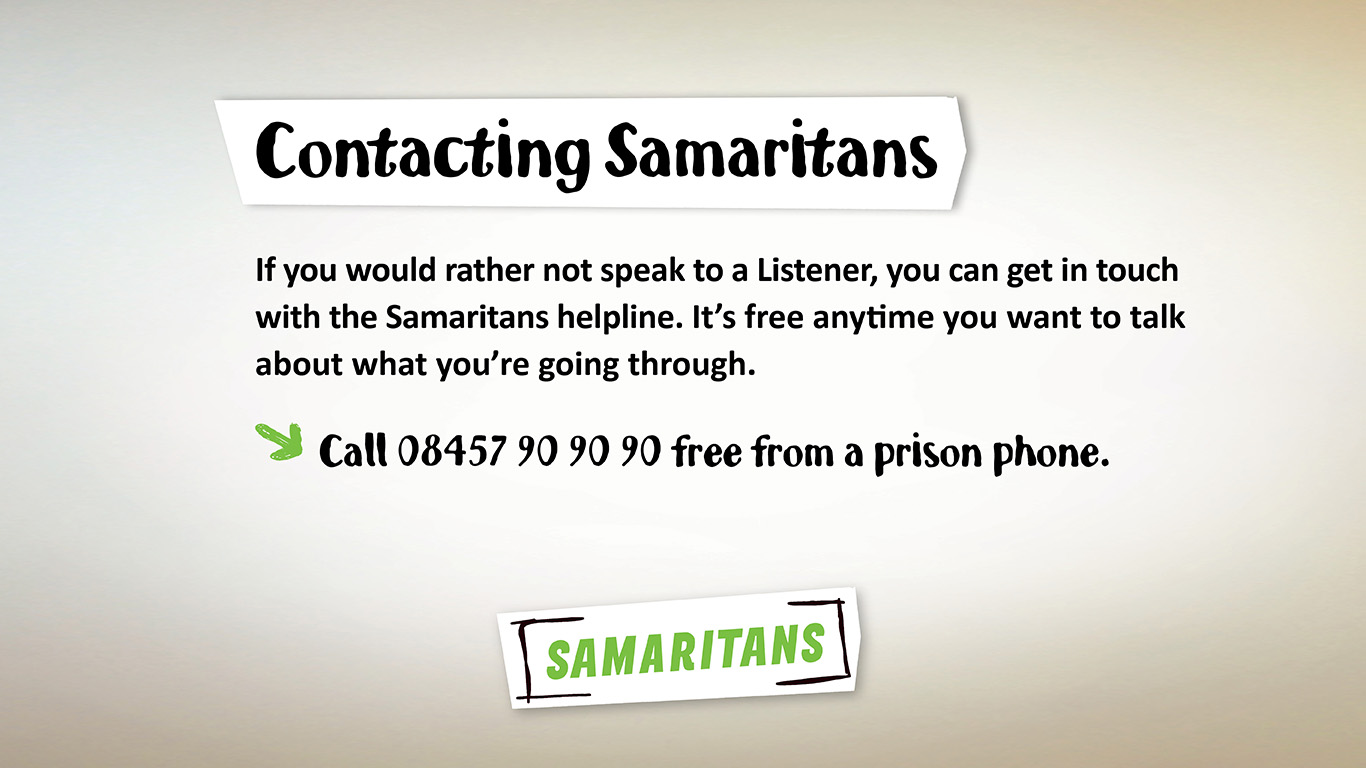 Contacting Samaritans
If you would rather not speak to a Listener, you can get in touch
with the Samaritans helpline. It’s free anytime you want to talk
about what you’re going through.
Call 08457 90 90 90 free from a prison phone.
SAMARITANS